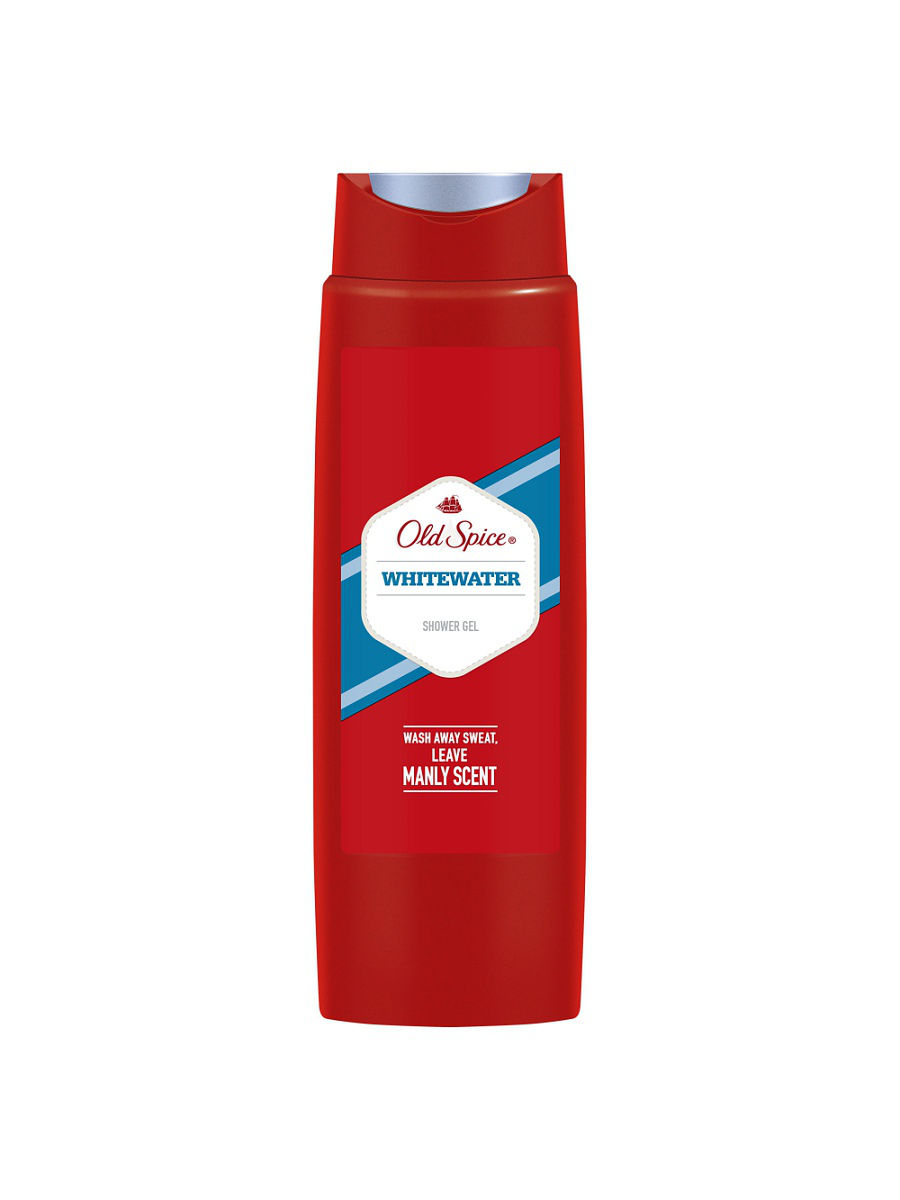 Old Spice®
WHITEWATER
SHOWER GEL
WASH AWAY SWEAT,
LEAVE
MANLY SCENT